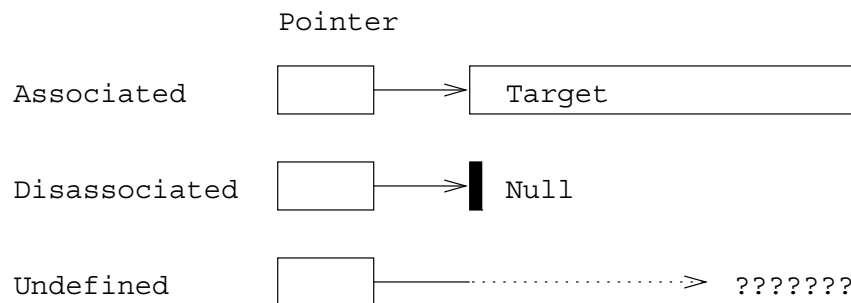 Pointer
Associated Target
Disassociated Null
Undefined ???????